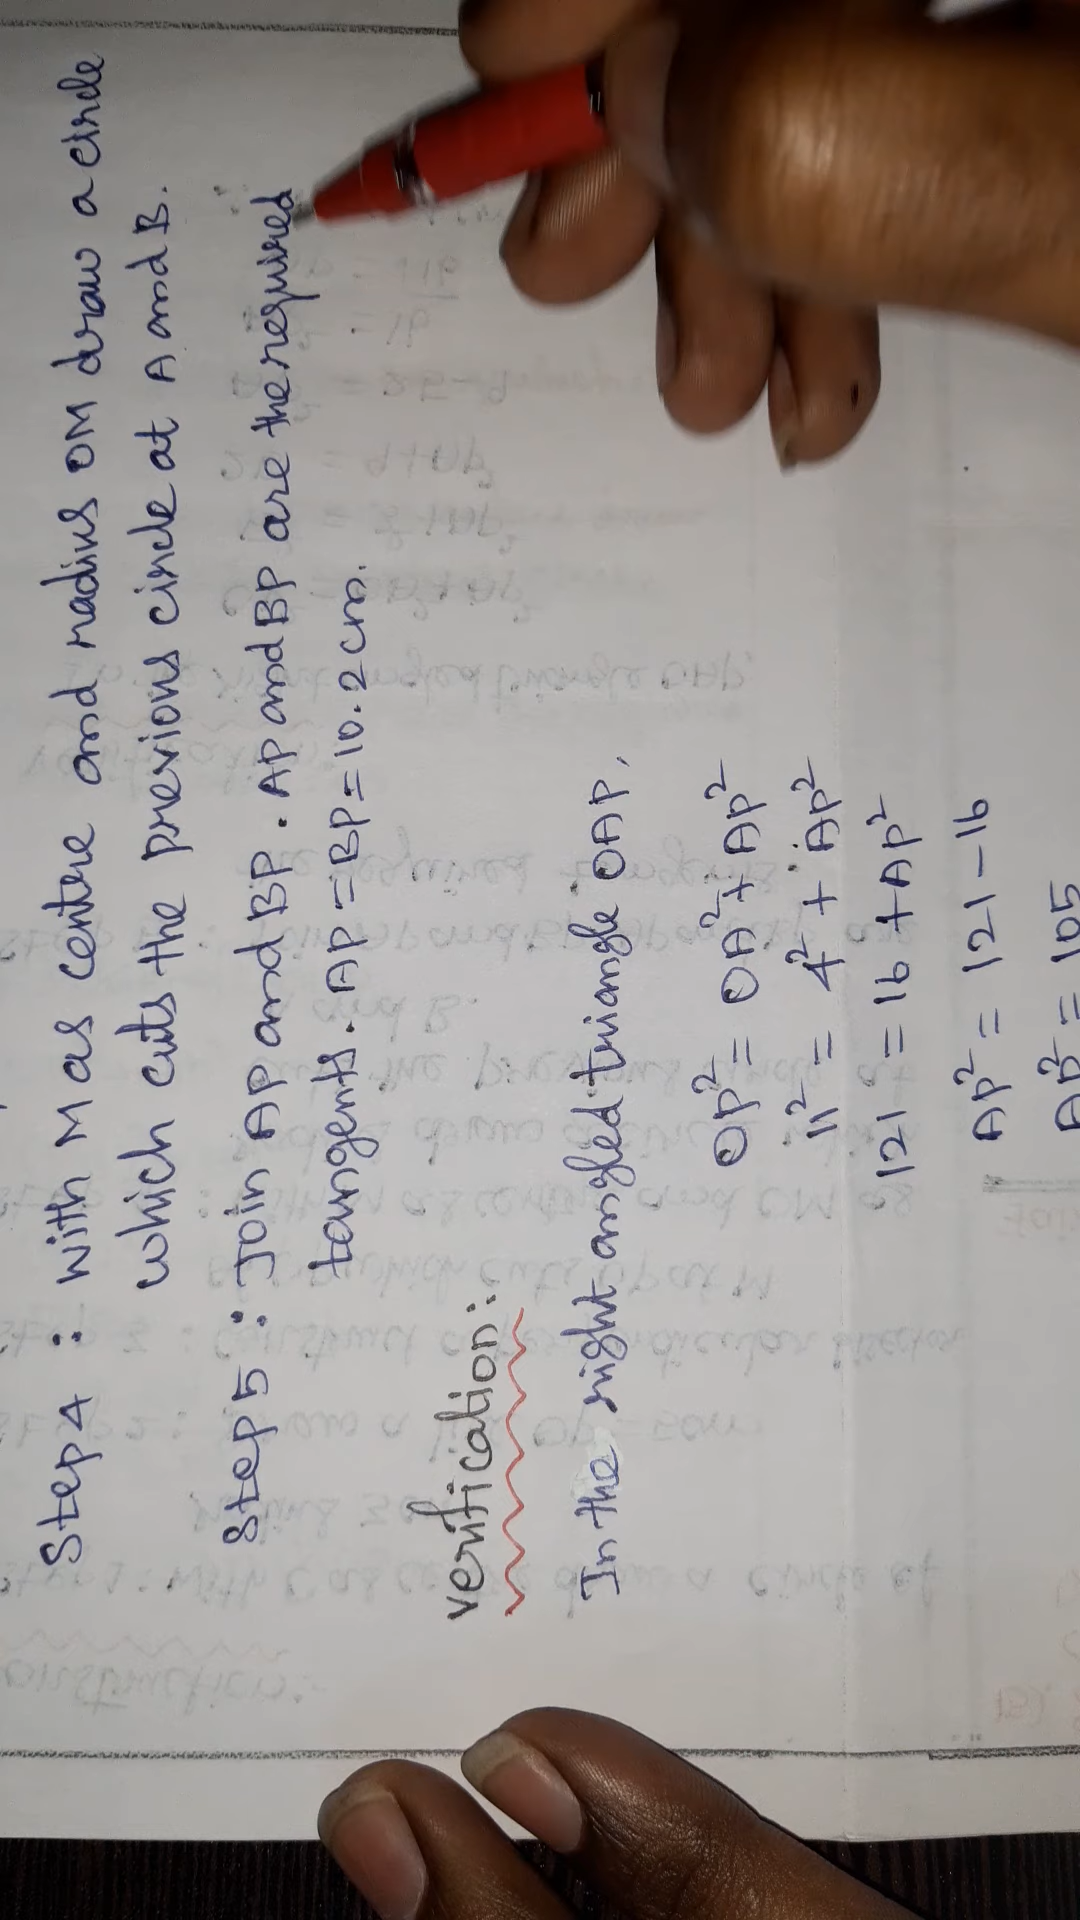 Step 4 : With M as centre and radius OM draw a circle
which cuts the previous circle at A and B.
Step 5 : Join AP and BP. AP and BP are the required
tangents. AP = BP = 10.2 cm.
verification:
In the right angled triangle OAP,
OP² = OA² + AP²
11² = 4² + AP²
121 = 16 + AP²
AP² = 121 - 16
AP² = 105